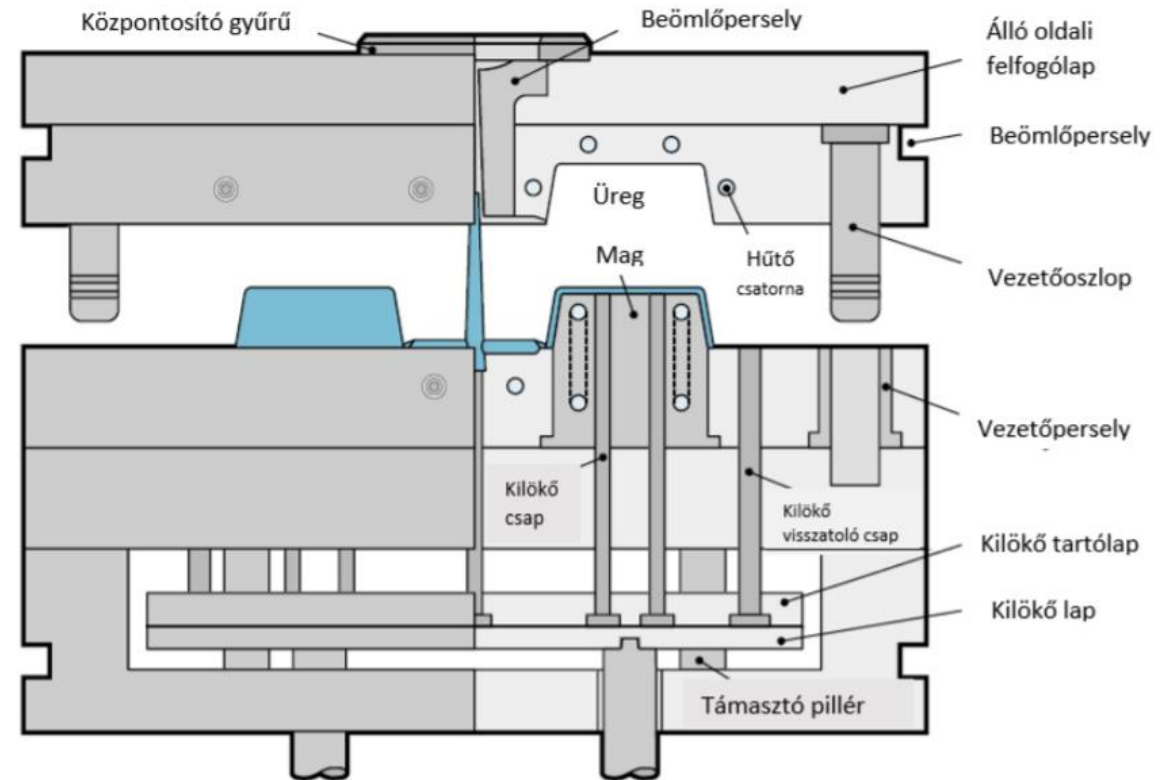 Központosító gyűrű
Beömlőpersely
Álló oldali
felfogólap
Beömlőpersely
Üreg
Mag
Hűtő
csatorna
Vezetőoszlop
Vezetőpersely
Kilökő
csap
Kilökő
visszatoló csap
Kilökő tartólap
Kilökő lap
Támasztó pillér